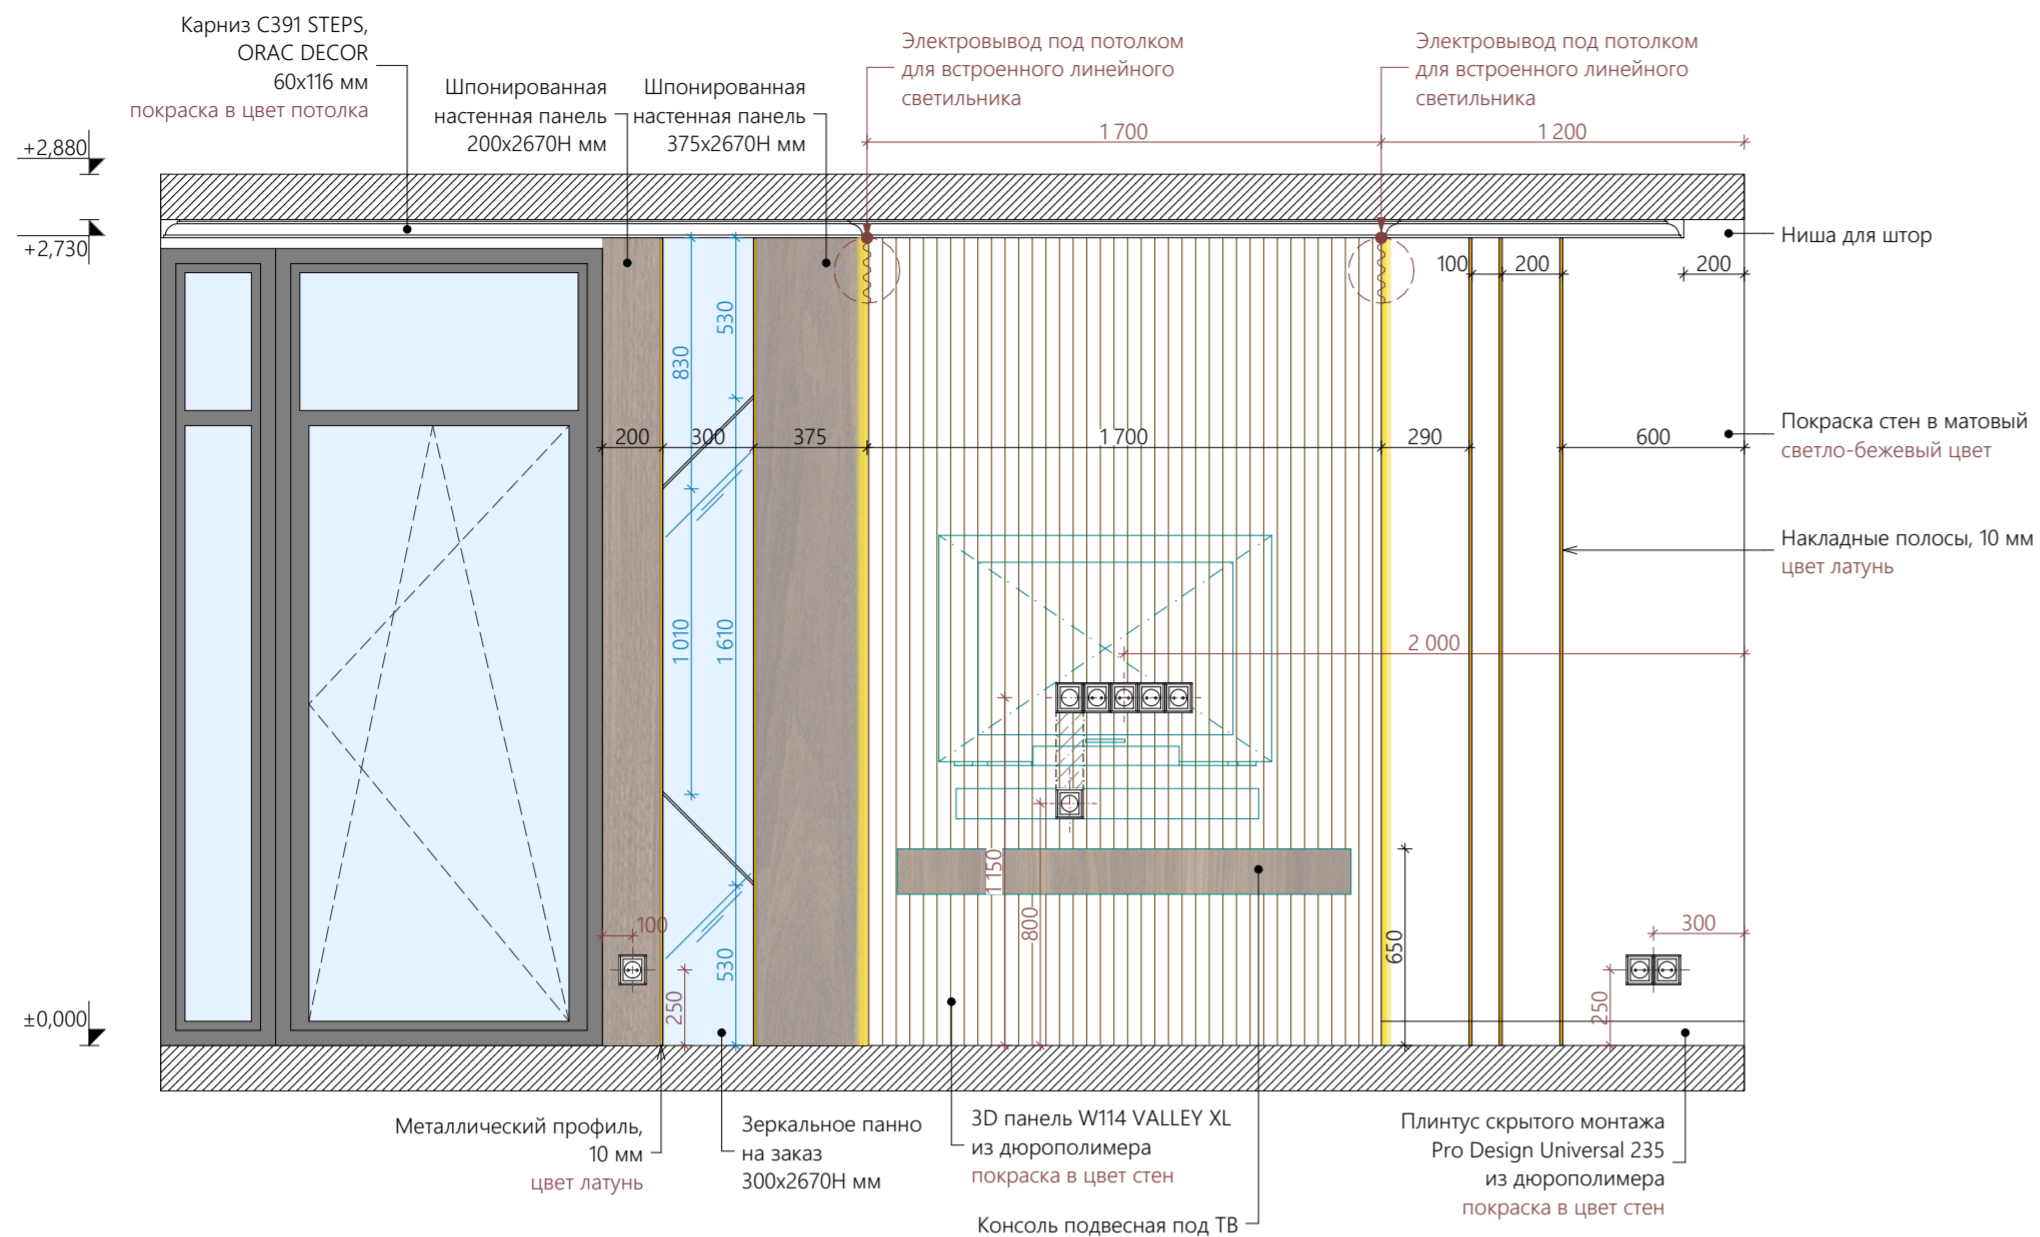 Карниз C391 STEPS,
ORAC DECOR
60x116 мм
покраска в цвет потолка
Шпонированная
настенная панель
200x2670H мм
Шпонированная
настенная панель
375x2670H мм
Электровывод под потолком
для встроенного линейного
светильника
Электровывод под потолком
для встроенного линейного
светильника
1 700
1 200
+2,880
+2,730
Ниша для штор
100
200
200
530
830
200
300
375
1 700
290
600
Покраска стен в матовый
светло-бежевый цвет
Накладные полосы, 10 мм
цвет латунь
1 010
1 610
2 000
1 150
800
650
100
250
530
300
250
±0,000
Металлический профиль,
10 мм
цвет латунь
Зеркальное панно
на заказ
300x2670H мм
3D панель W114 VALLEY XL
из дюрополимера
покраска в цвет стен
Консоль подвесная под ТВ
Плинтус скрытого монтажа
Pro Design Universal 235
из дюрополимера
покраска в цвет стен